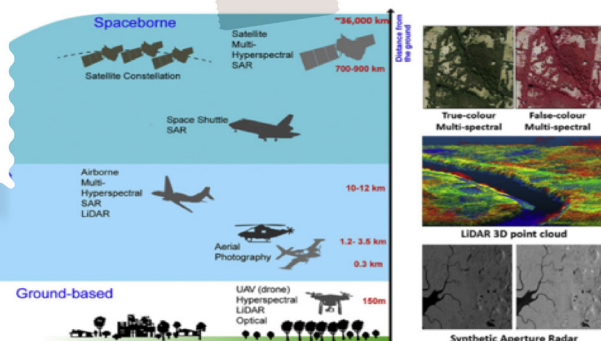 Spaceborne
~36,000 km
Distance from
the ground
Satellite
Multi-
Hyperspectral
SAR
Satellite Constellation
700-900 km
Space Shuttle
SAR
Airborne
Multi-
Hyperspectral
SAR
LiDAR
10-12 km
1.2- 3.5 km
Aerial
Photography
0.3 km
Ground-based
UAV (drone)
Hyperspectral
LiDAR
Optical
150m
True-colour
Multi-spectral
False-colour
Multi-spectral
LiDAR 3D point cloud
Synthetic Aperture Radar